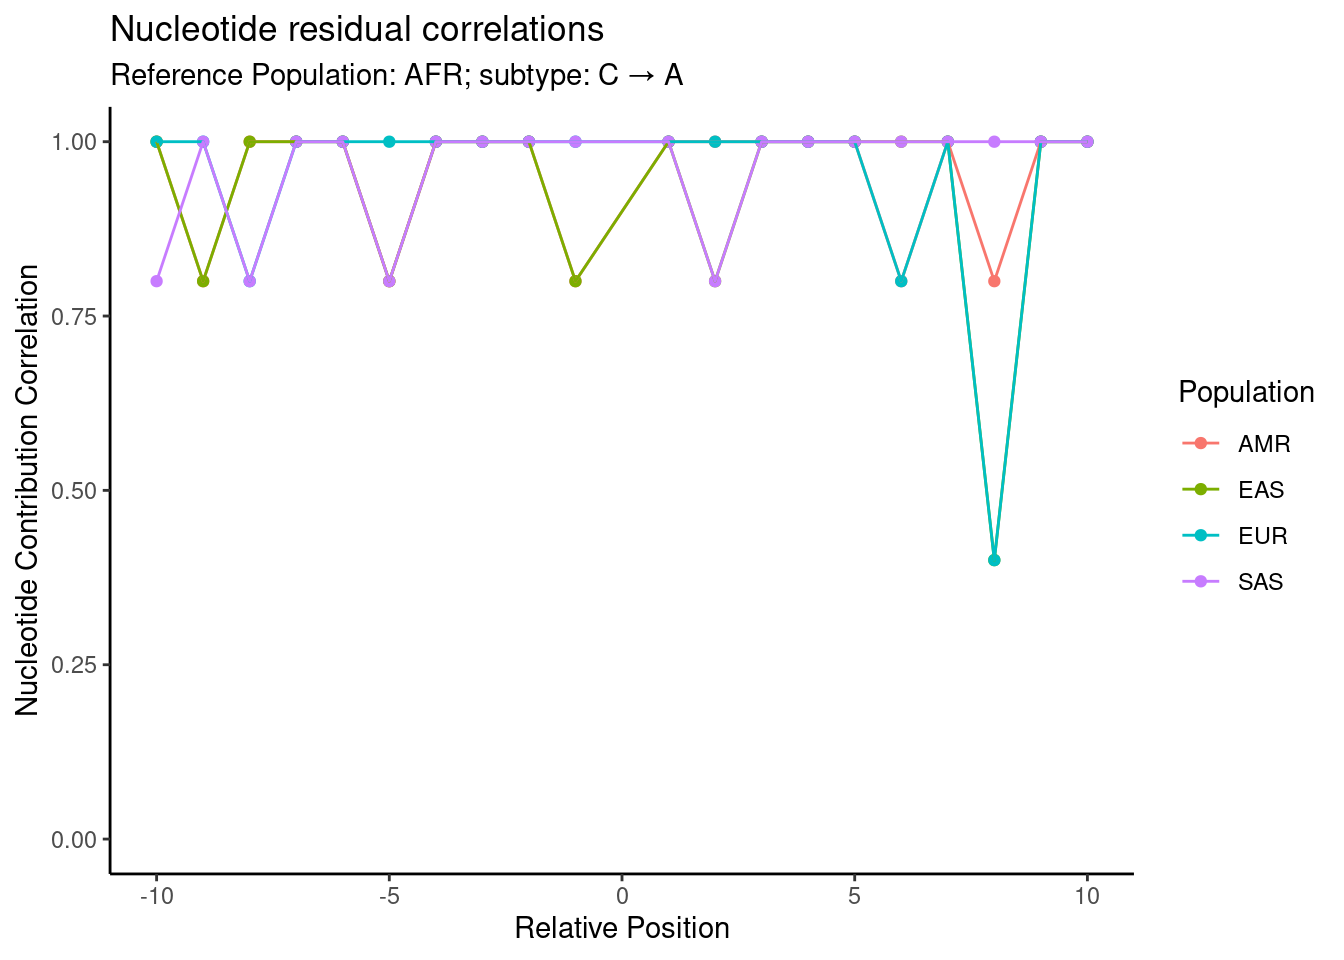 Nucleotide residual correlations
Reference Population: AFR; subtype: C → A
Nucleotide Contribution Correlation
1.00
0.75
0.50
0.25
0.00
-10
-5
0
5
10
Relative Position
Population
AMR
EAS
EUR
SAS